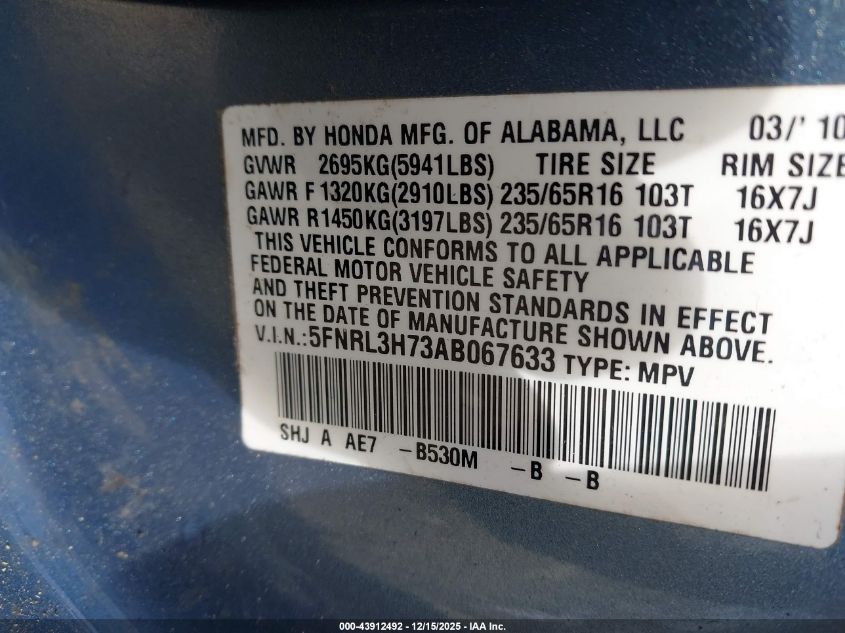 MFD. BY HONDA MFG. OF ALABAMA, LLC 03/' 10
GVWR 2695KG(5941LBS) TIRE SIZE RIM SIZE
GAWR F 1320KG(2910LBS) 235/65R16 103T 16X7J
GAWR R1450KG(3197LBS) 235/65R16 103T 16X7J
THIS VEHICLE CONFORMS TO ALL APPLICABLE
FEDERAL MOTOR VEHICLE SAFETY
AND THEFT PREVENTION STANDARDS IN EFFECT
ON THE DATE OF MANUFACTURE SHOWN ABOVE.
V.I.N.:5FNRL3H73AB067633 TYPE: MPV
SHJ A AE7 -B530M -B -B
000-43912492 - 12/15/2025 - IAA Inc.